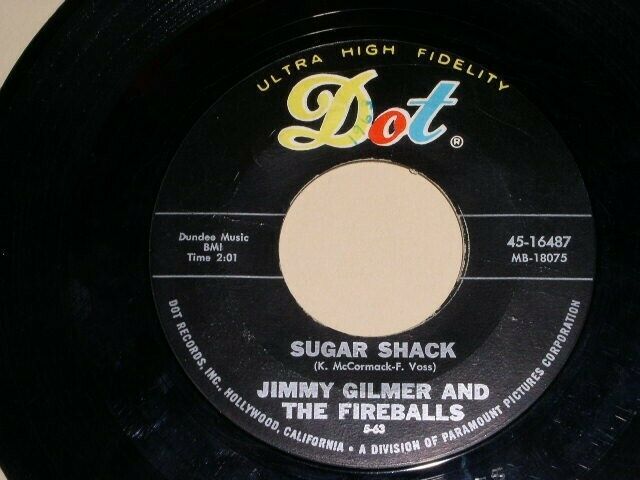 ULTRA HIGH FIDELITY
Dot®
1963
Dundee Music
BMI
Time 2:01
45-16487
MB-18075
SUGAR SHACK
(K. McCormack-F. Voss)
JIMMY GILMER AND
THE FIREBALLS
5-63
DOT RECORDS, INC., HOLLYWOOD, CALIFORNIA • A DIVISION OF PARAMOUNT PICTURES CORPORATION